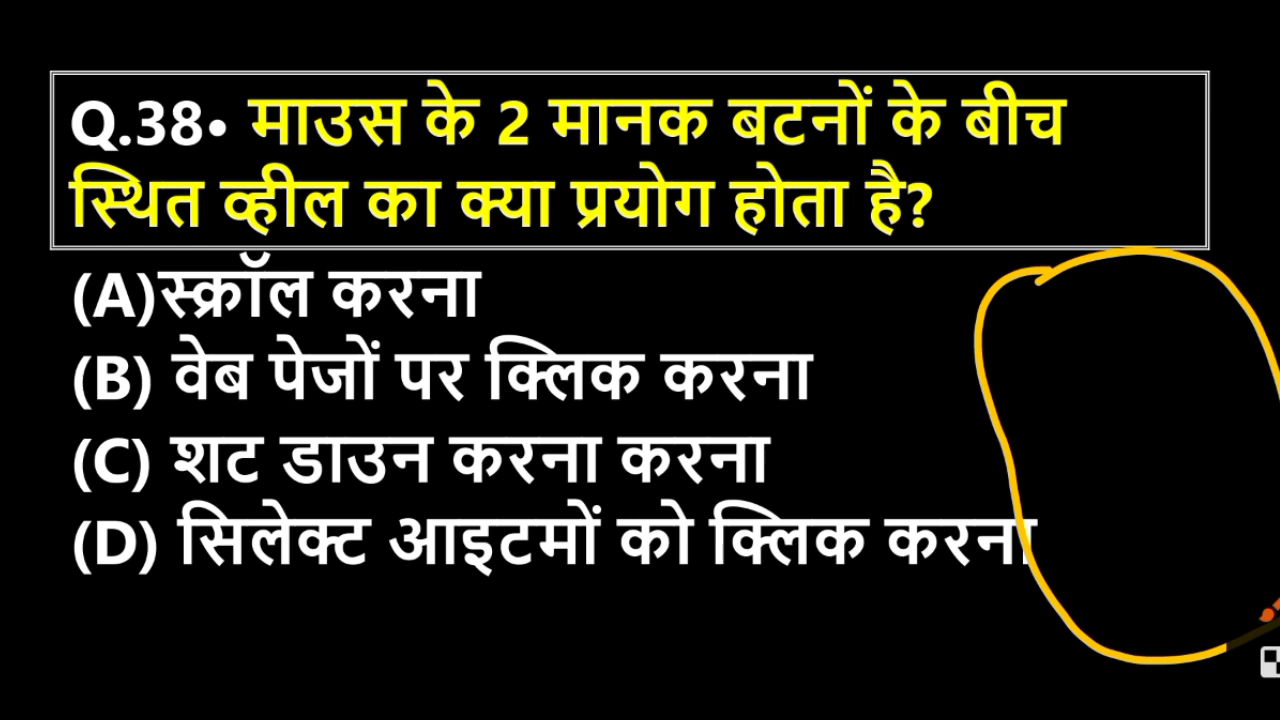 Q.38• माउस के 2 मानक बटनों के बीच
स्थित व्हील का क्या प्रयोग होता है?
(A)स्क्रॉल करना
(B) वेब पेजों पर क्लिक करना
(C) शट डाउन करना करना
(D) सिलेक्ट आइटमों को क्लिक करना